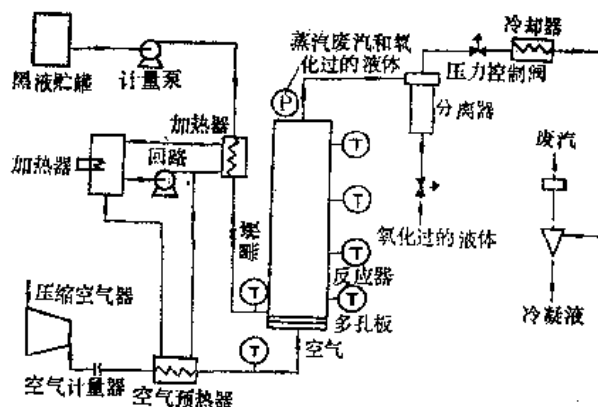 冷却器
蒸汽废汽和氧
化过的液体
P
压力控制阀
黑液贮罐
计量泵
分离器
加热器
回路
加热器
T
废汽
T
氧化过的液体
黑液
T
反应器
T
T
多孔板
压缩空气器
冷凝液
T
空气
空气计量器
空气预热器